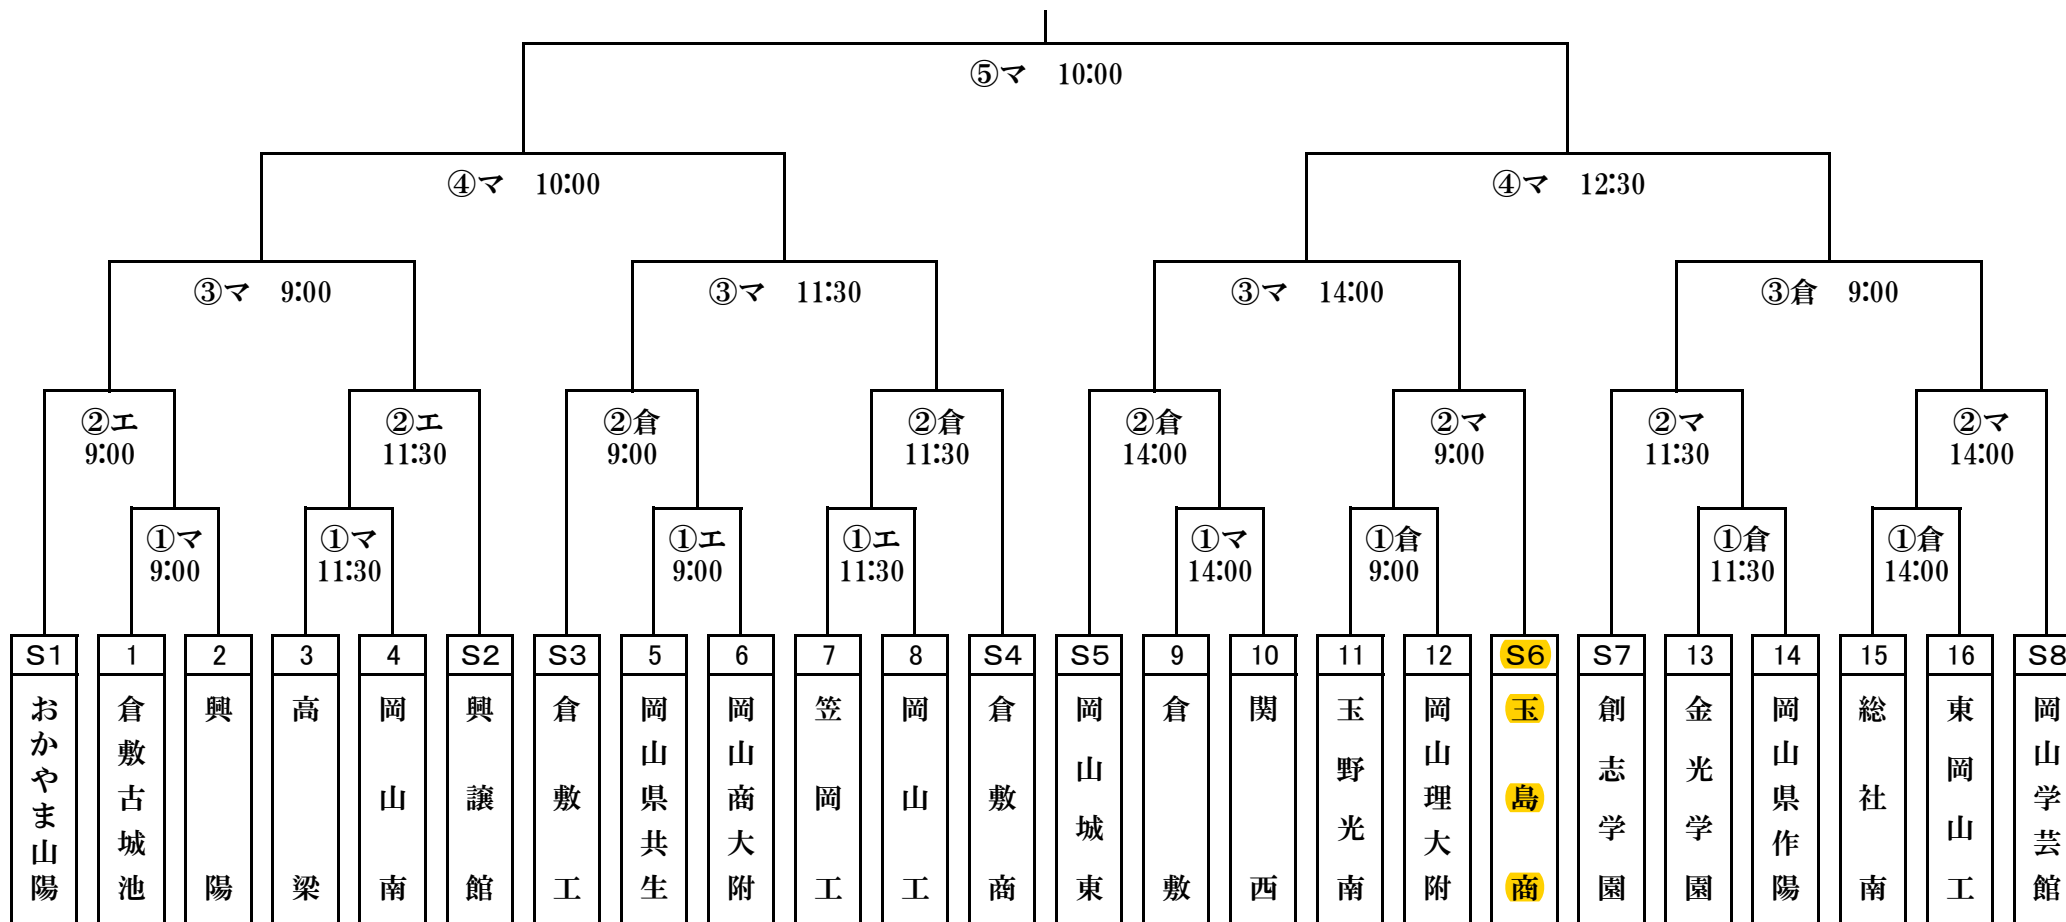 ⑤マ 10:00
④マ 10:00
④マ 12:30
③マ 9:00
③マ 11:30
③マ 14:00
③倉 9:00
②エ
9:00
②エ
11:30
②倉
9:00
②倉
11:30
②倉
14:00
②マ
9:00
②マ
11:30
②マ
14:00
①マ
9:00
①マ
11:30
①エ
9:00
①エ
11:30
①マ
14:00
①倉
9:00
①倉
11:30
①倉
14:00
S1
おかやま山陽
1
倉敷古城池
2
興陽
3
高梁
4
岡山南
S2
興譲館
S3
倉敷工
5
岡山県共生
6
岡山商大附
7
笠岡工
8
岡山工
S4
倉敷商
S5
岡山城東
9
倉敷
10
関西
11
玉野光南
12
岡山理大附
S6
玉島商
S7
創志学園
13
金光学園
14
岡山県作陽
15
総社南
16
東岡山工
S8
岡山学芸館